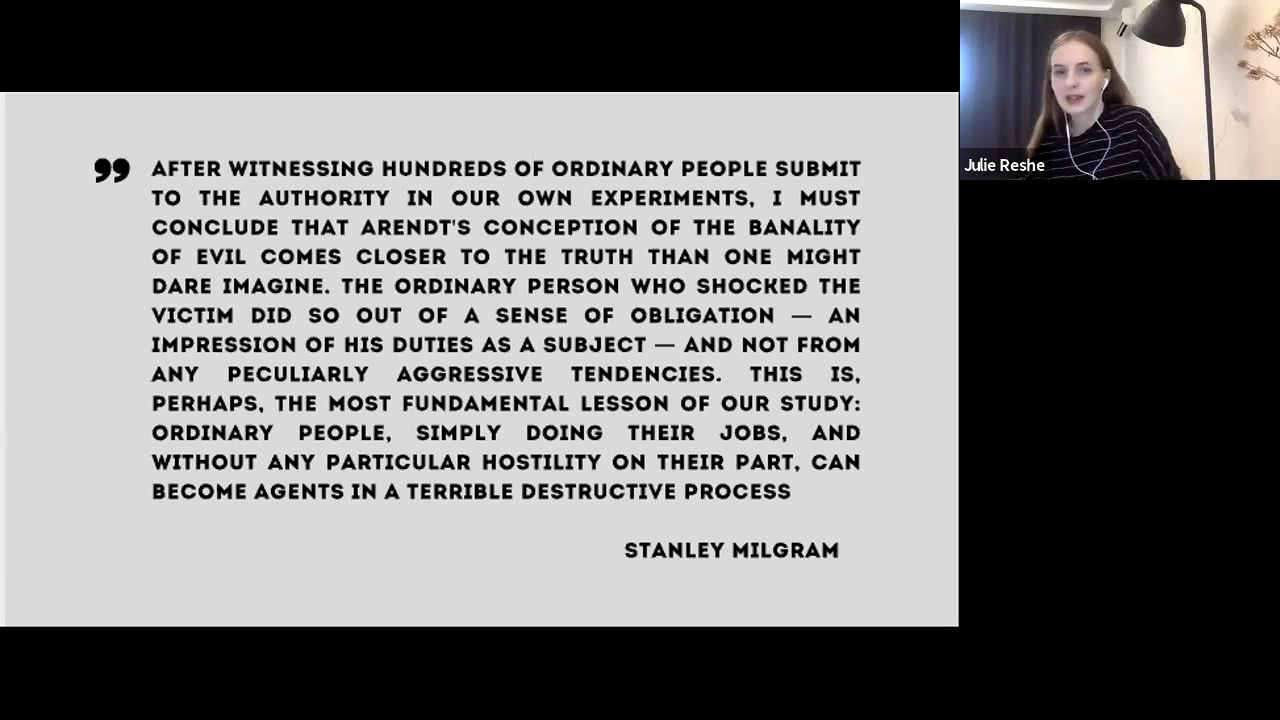 ” AFTER WITNESSING HUNDREDS OF ORDINARY PEOPLE SUBMIT
TO THE AUTHORITY IN OUR OWN EXPERIMENTS, I MUST
CONCLUDE THAT ARENDT'S CONCEPTION OF THE BANALITY
OF EVIL COMES CLOSER TO THE TRUTH THAN ONE MIGHT
DARE IMAGINE. THE ORDINARY PERSON WHO SHOCKED THE
VICTIM DID SO OUT OF A SENSE OF OBLIGATION — AN
IMPRESSION OF HIS DUTIES AS A SUBJECT — AND NOT FROM
ANY PECULIARLY AGGRESSIVE TENDENCIES. THIS IS,
PERHAPS, THE MOST FUNDAMENTAL LESSON OF OUR STUDY:
ORDINARY PEOPLE, SIMPLY DOING THEIR JOBS, AND
WITHOUT ANY PARTICULAR HOSTILITY ON THEIR PART, CAN
BECOME AGENTS IN A TERRIBLE DESTRUCTIVE PROCESS
STANLEY MILGRAM
Julie Reshe